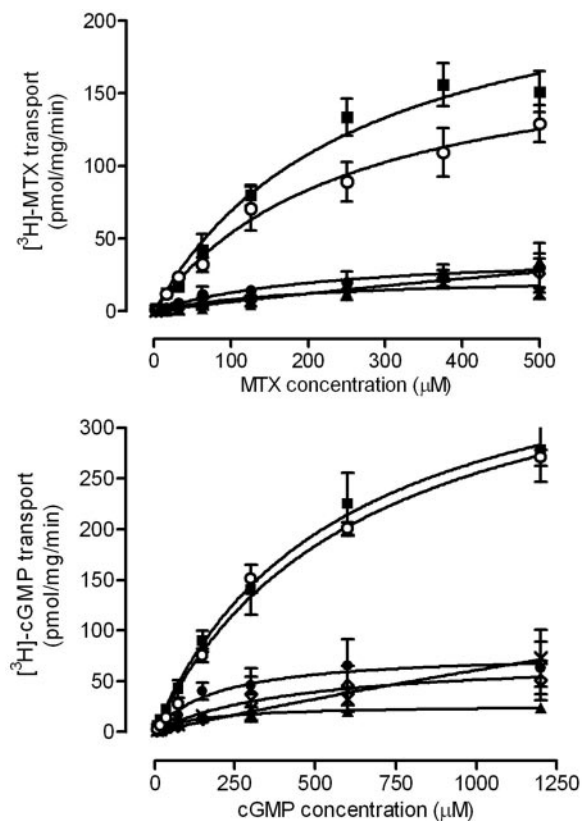 200
150
100
50
0
[³H]-MTX transport
(pmol/mg/min)
0 100 200 300 400 500
MTX concentration (μM)
300
250
200
150
100
50
0
[³H]-cGMP transport
(pmol/mg/min)
0 250 500 750 1000 1250
cGMP concentration (μM)